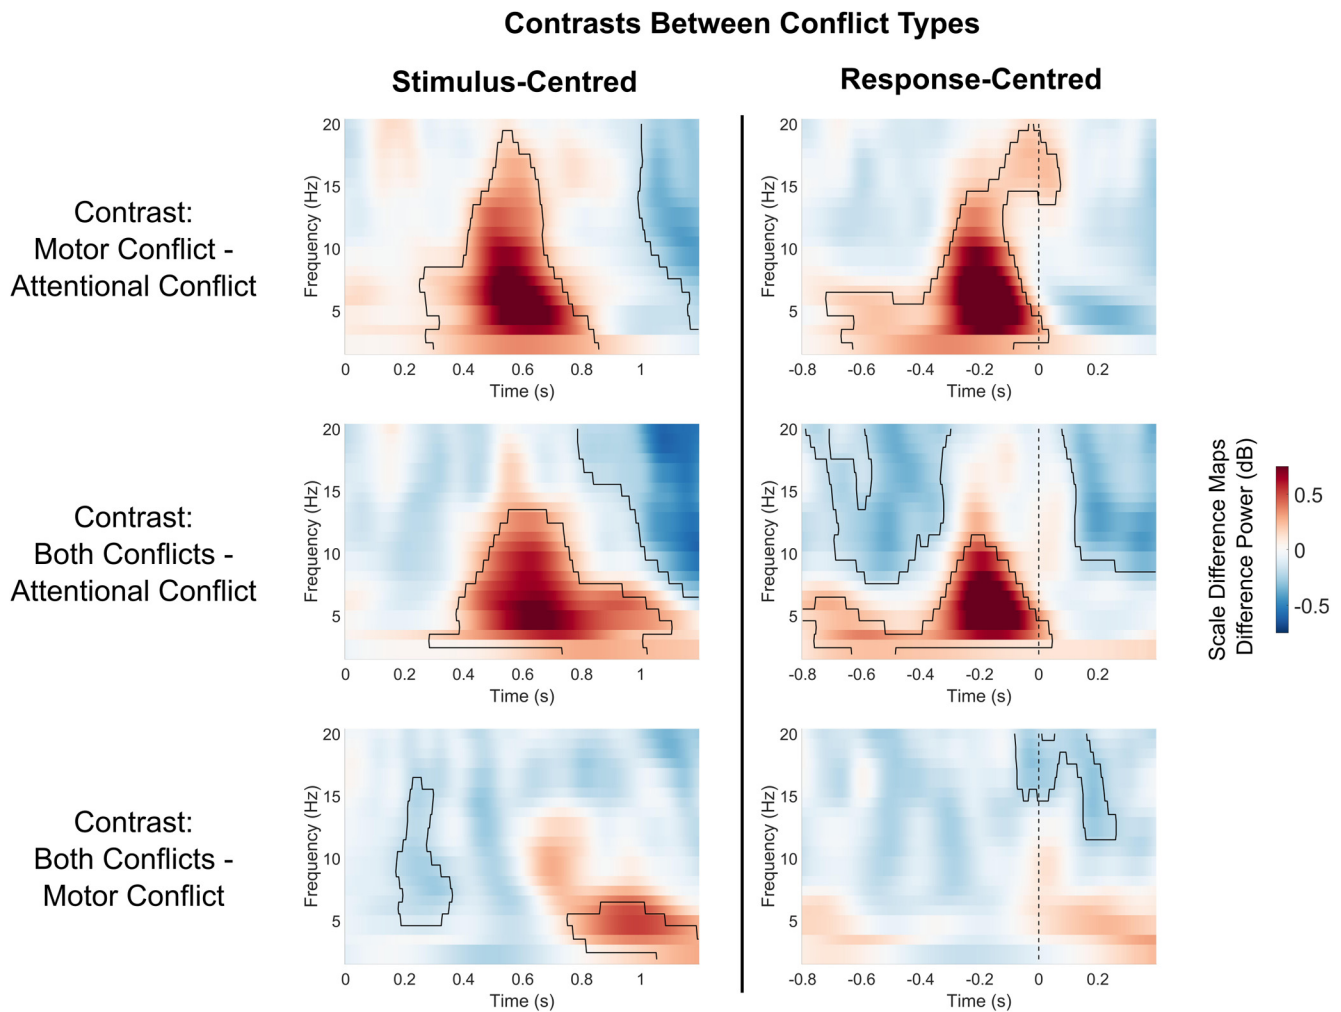 Contrasts Between Conflict Types
Stimulus-Centred
Response-Centred
Contrast:
Motor Conflict -
Attentional Conflict
Frequency (Hz)
20
15
10
5
0 0.2 0.4 0.6 0.8 1
Time (s)
Frequency (Hz)
20
15
10
5
-0.8 -0.6 -0.4 -0.2 0 0.2
Time (s)
Contrast:
Both Conflicts -
Attentional Conflict
Frequency (Hz)
20
15
10
5
0 0.2 0.4 0.6 0.8 1
Time (s)
Frequency (Hz)
20
15
10
5
-0.8 -0.6 -0.4 -0.2 0 0.2
Time (s)
Scale Difference Maps
Difference Power (dB)
0.5
0
-0.5
Contrast:
Both Conflicts -
Motor Conflict
Frequency (Hz)
20
15
10
5
0 0.2 0.4 0.6 0.8 1
Time (s)
Frequency (Hz)
20
15
10
5
-0.8 -0.6 -0.4 -0.2 0 0.2
Time (s)